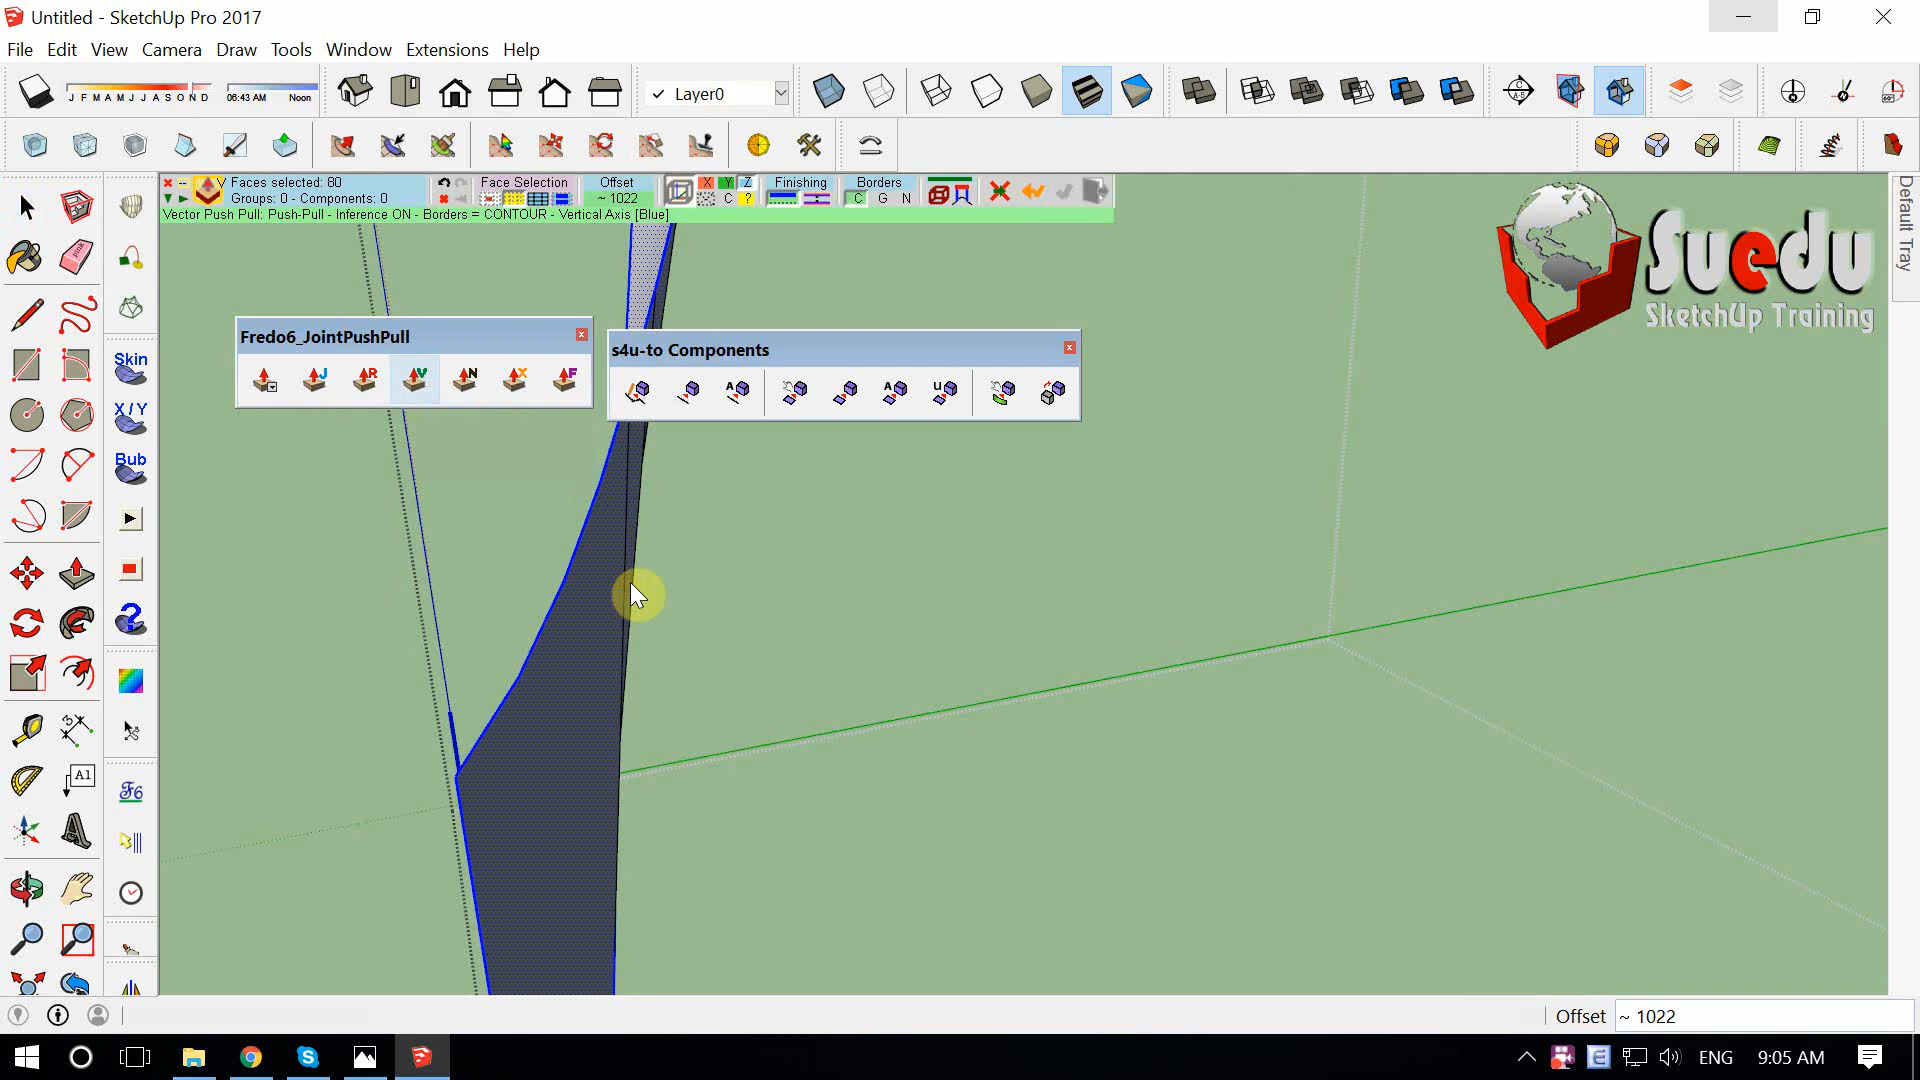 Untitled - SketchUp Pro 2017
File Edit View Camera Draw Tools Window Extensions Help
J F M A M J J A S O N D
06:43 AM Noon
Layer0
Faces selected: 80
Groups: 0 - Components: 0
Face Selection
Offset
~ 1022
X Y Z
C ?
Finishing
Borders
C G N
Vector Push Pull: Push-Pull - Inference ON - Borders = CONTOUR - Vertical Axis [Blue]
Default Tray
Suedu
SketchUp Training
Fredo6_JointPushPull
J R V N X F
s4u-to Components
A A U
Skin
X/Y
Bub
A1
F6
Offset ~ 1022
ENG 9:05 AM